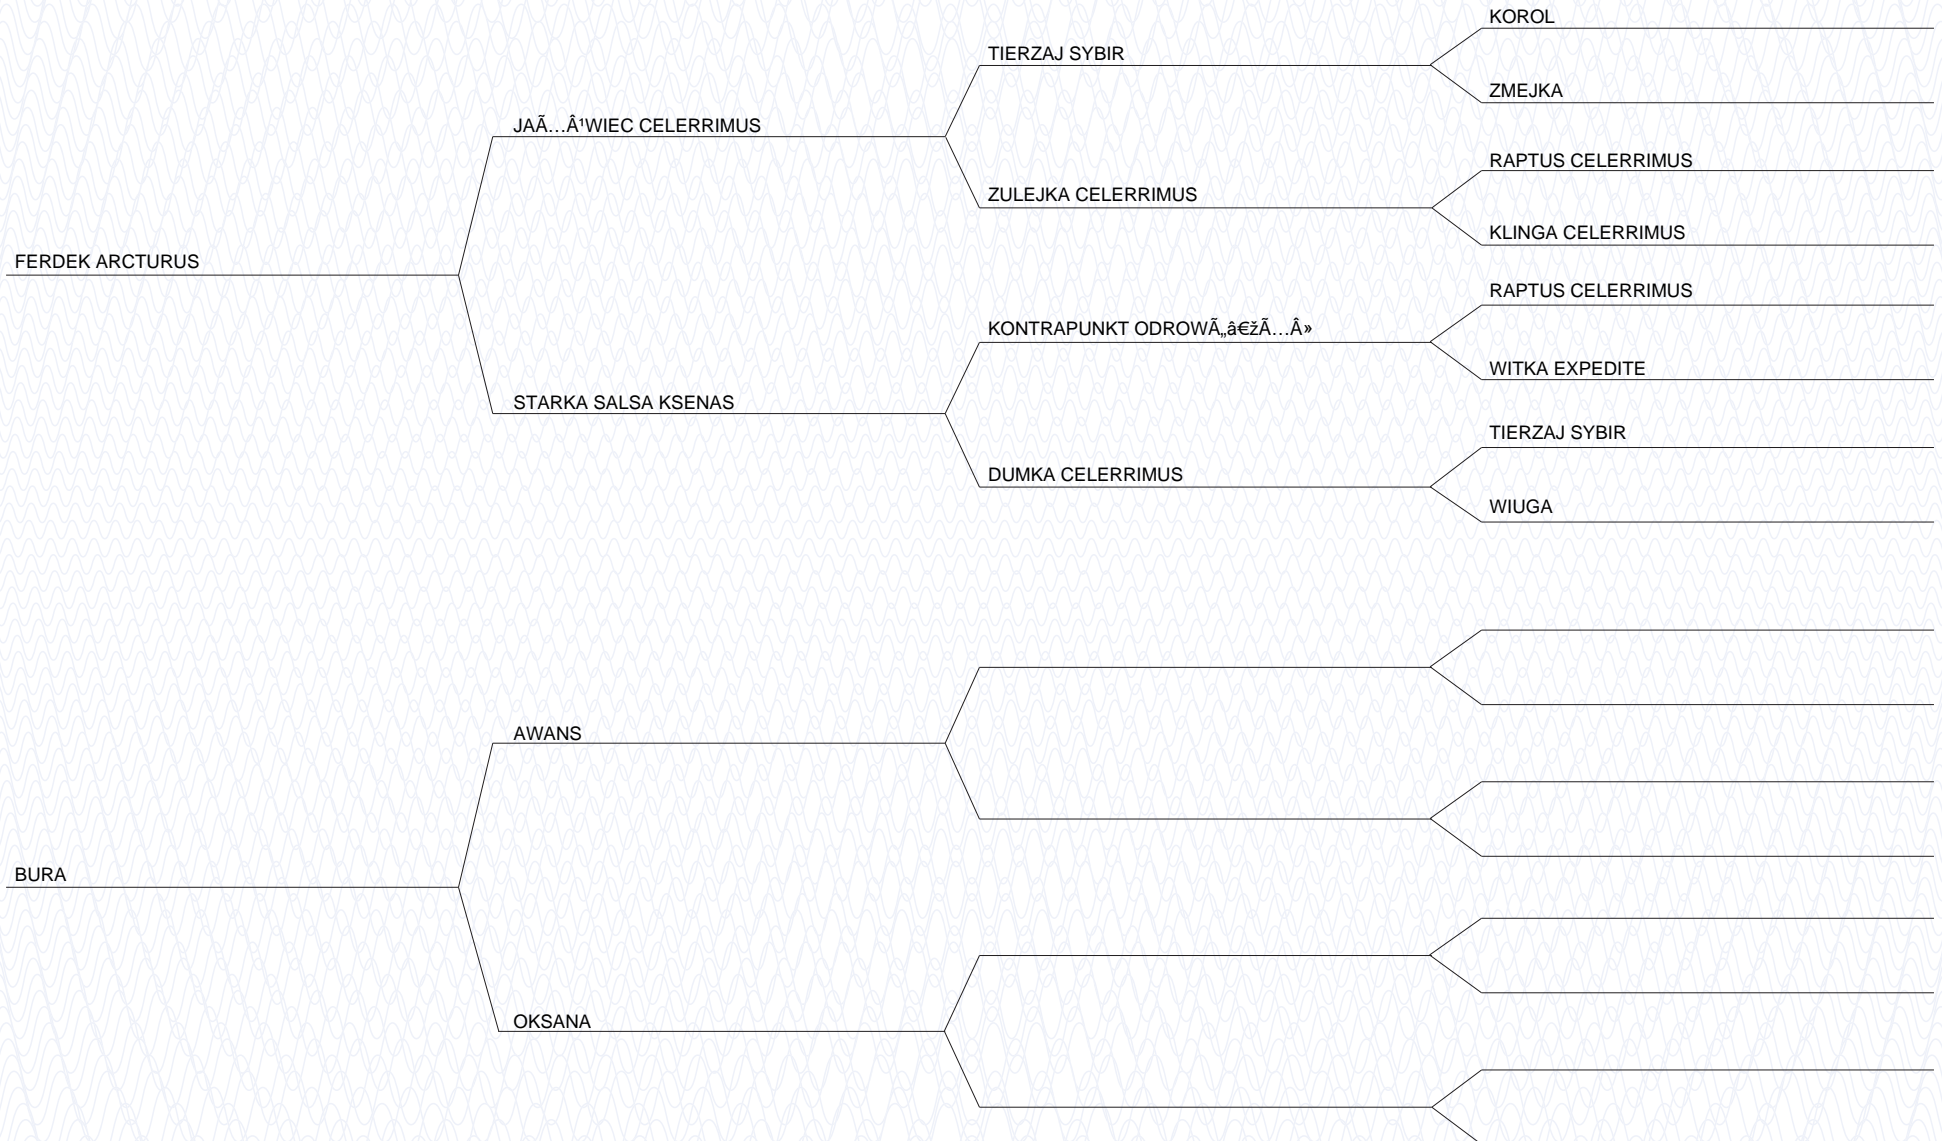 KOROL
TIERZAJ SYBIR
ZMEJKA
JAÃ…Â¹WIEC CELERRIMUS
RAPTUS CELERRIMUS
ZULEJKA CELERRIMUS
KLINGA CELERRIMUS
FERDEK ARCTURUS
RAPTUS CELERRIMUS
KONTRAPUNKT ODROWÃ„â€žÃ…Â»
WITKA EXPEDITE
STARKA SALSA KSENAS
TIERZAJ SYBIR
DUMKA CELERRIMUS
WIUGA
AWANS
BURA
OKSANA